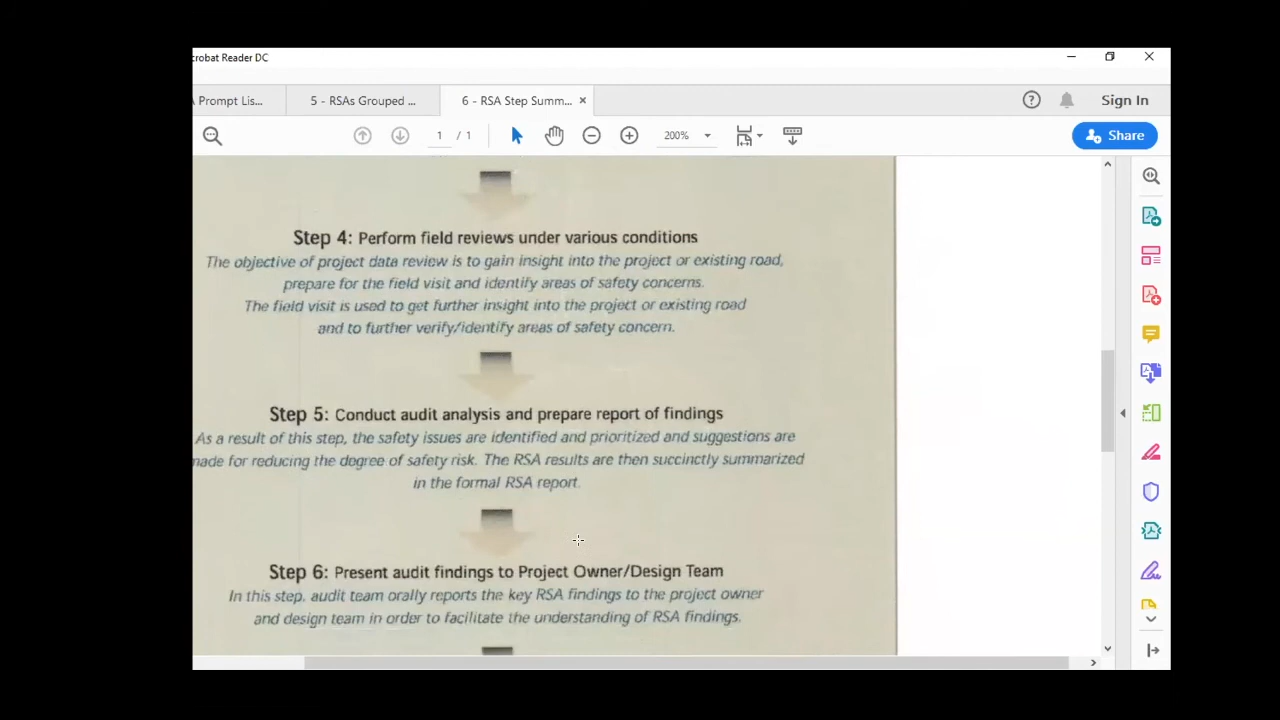 crobat Reader DC
Prompt Lis...
5 - RSAs Grouped ...
6 - RSA Step Summ...
Sign In
1 / 1
200%
Share
Step 4: Perform field reviews under various conditions
The objective of project data review is to gain insight into the project or existing road,
prepare for the field visit and identify areas of safety concerns.
The field visit is used to get further insight into the project or existing road
and to further verify/identify areas of safety concern.
Step 5: Conduct audit analysis and prepare report of findings
As a result of this step, the safety issues are identified and prioritized and suggestions are
nade for reducing the degree of safety risk. The RSA results are then succinctly summarized
in the formal RSA report.
Step 6: Present audit findings to Project Owner/Design Team
In this step, audit team orally reports the key RSA findings to the project owner
and design team in order to facilitate the understanding of RSA findings.